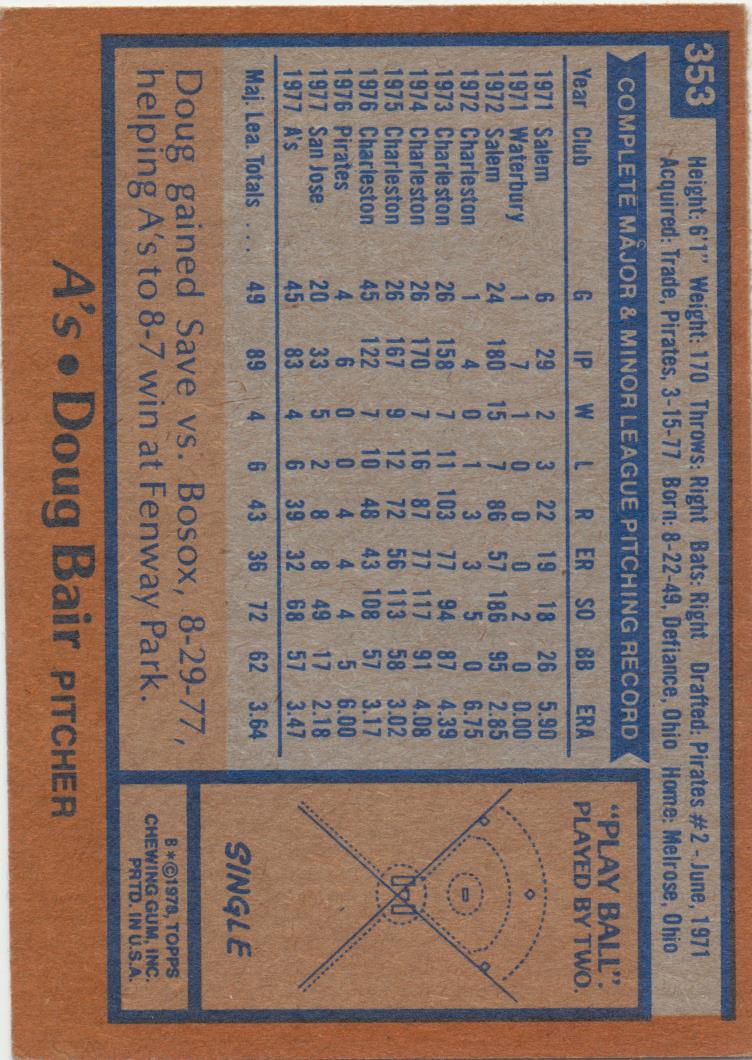 353
Height: 6'1" Weight: 170 Throws: Right Bats: Right Drafted: Pirates #2 - June, 1971
Acquired: Trade, Pirates, 3-15-77 Born: 8-22-49, Defiance, Ohio Home: Melrose, Ohio
COMPLETE MAJOR & MINOR LEAGUE PITCHING RECORD
Year Club G IP W L R ER SO BB ERA
1971 Salem 6 29 2 3 22 19 18 26 5.90
1971 Waterbury 1 7 1 0 0 0 2 0 0.00
1972 Salem 24 180 15 7 86 57 186 95 2.85
1972 Charleston 1 4 0 1 3 3 5 0 6.75
1973 Charleston 26 158 7 11 103 77 94 87 4.39
1974 Charleston 26 170 7 16 87 77 117 91 4.08
1975 Charleston 26 167 9 12 72 56 113 58 3.02
1976 Charleston 45 122 7 10 48 43 108 57 3.17
1976 Pirates 4 6 0 0 4 4 4 5 6.00
1977 San Jose 20 33 5 2 8 8 49 17 2.18
1977 A's 45 83 4 6 39 32 68 57 3.47
Maj. Lea. Totals ... 49 89 4 6 43 36 72 62 3.64
Doug gained Save vs. Bosox, 8-29-77,
helping A's to 8-7 win at Fenway Park.
"PLAY BALL".
PLAYED BY TWO.
SINGLE
B*©1978, TOPPS
CHEWING GUM, INC.
PRTD. IN U.S.A.
A's • Doug Bair PITCHER